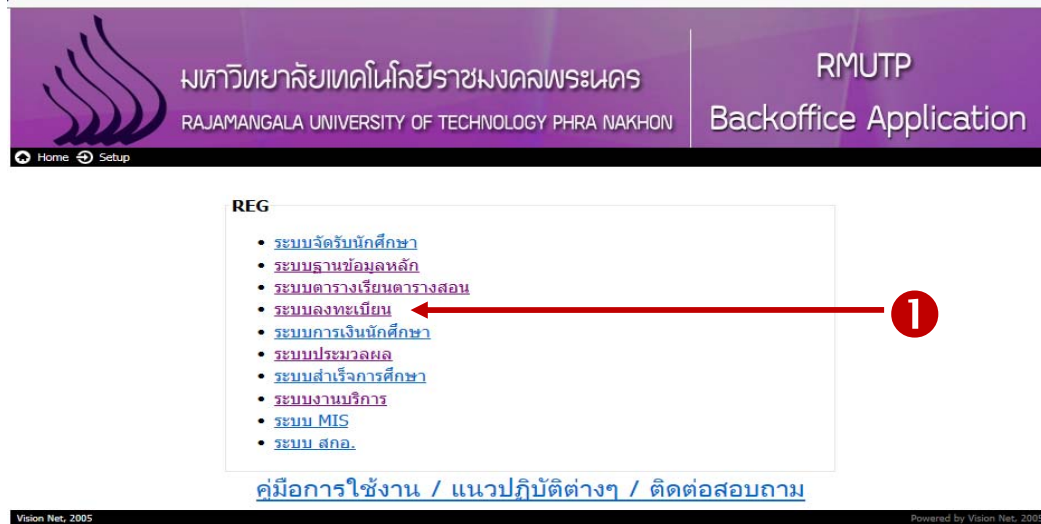 มหาวิทยาลัยเทคโนโลยีราชมงคลพระนคร
RAJAMANGALA UNIVERSITY OF TECHNOLOGY PHRA NAKHON
RMUTP
Backoffice Application
Home Setup
REG
• ระบบจัดรับนักศึกษา
• ระบบฐานข้อมูลหลัก
• ระบบตารางเรียนตารางสอน
• ระบบลงทะเบียน
1
• ระบบการเงินนักศึกษา
• ระบบประมวลผล
• ระบบสำเร็จการศึกษา
• ระบบงานบริการ
• ระบบ MIS
• ระบบ สกอ.
คู่มือการใช้งาน / แนวปฏิบัติต่างๆ / ติดต่อสอบถาม
Vision Net, 2005
Powered by Vision Net, 2005